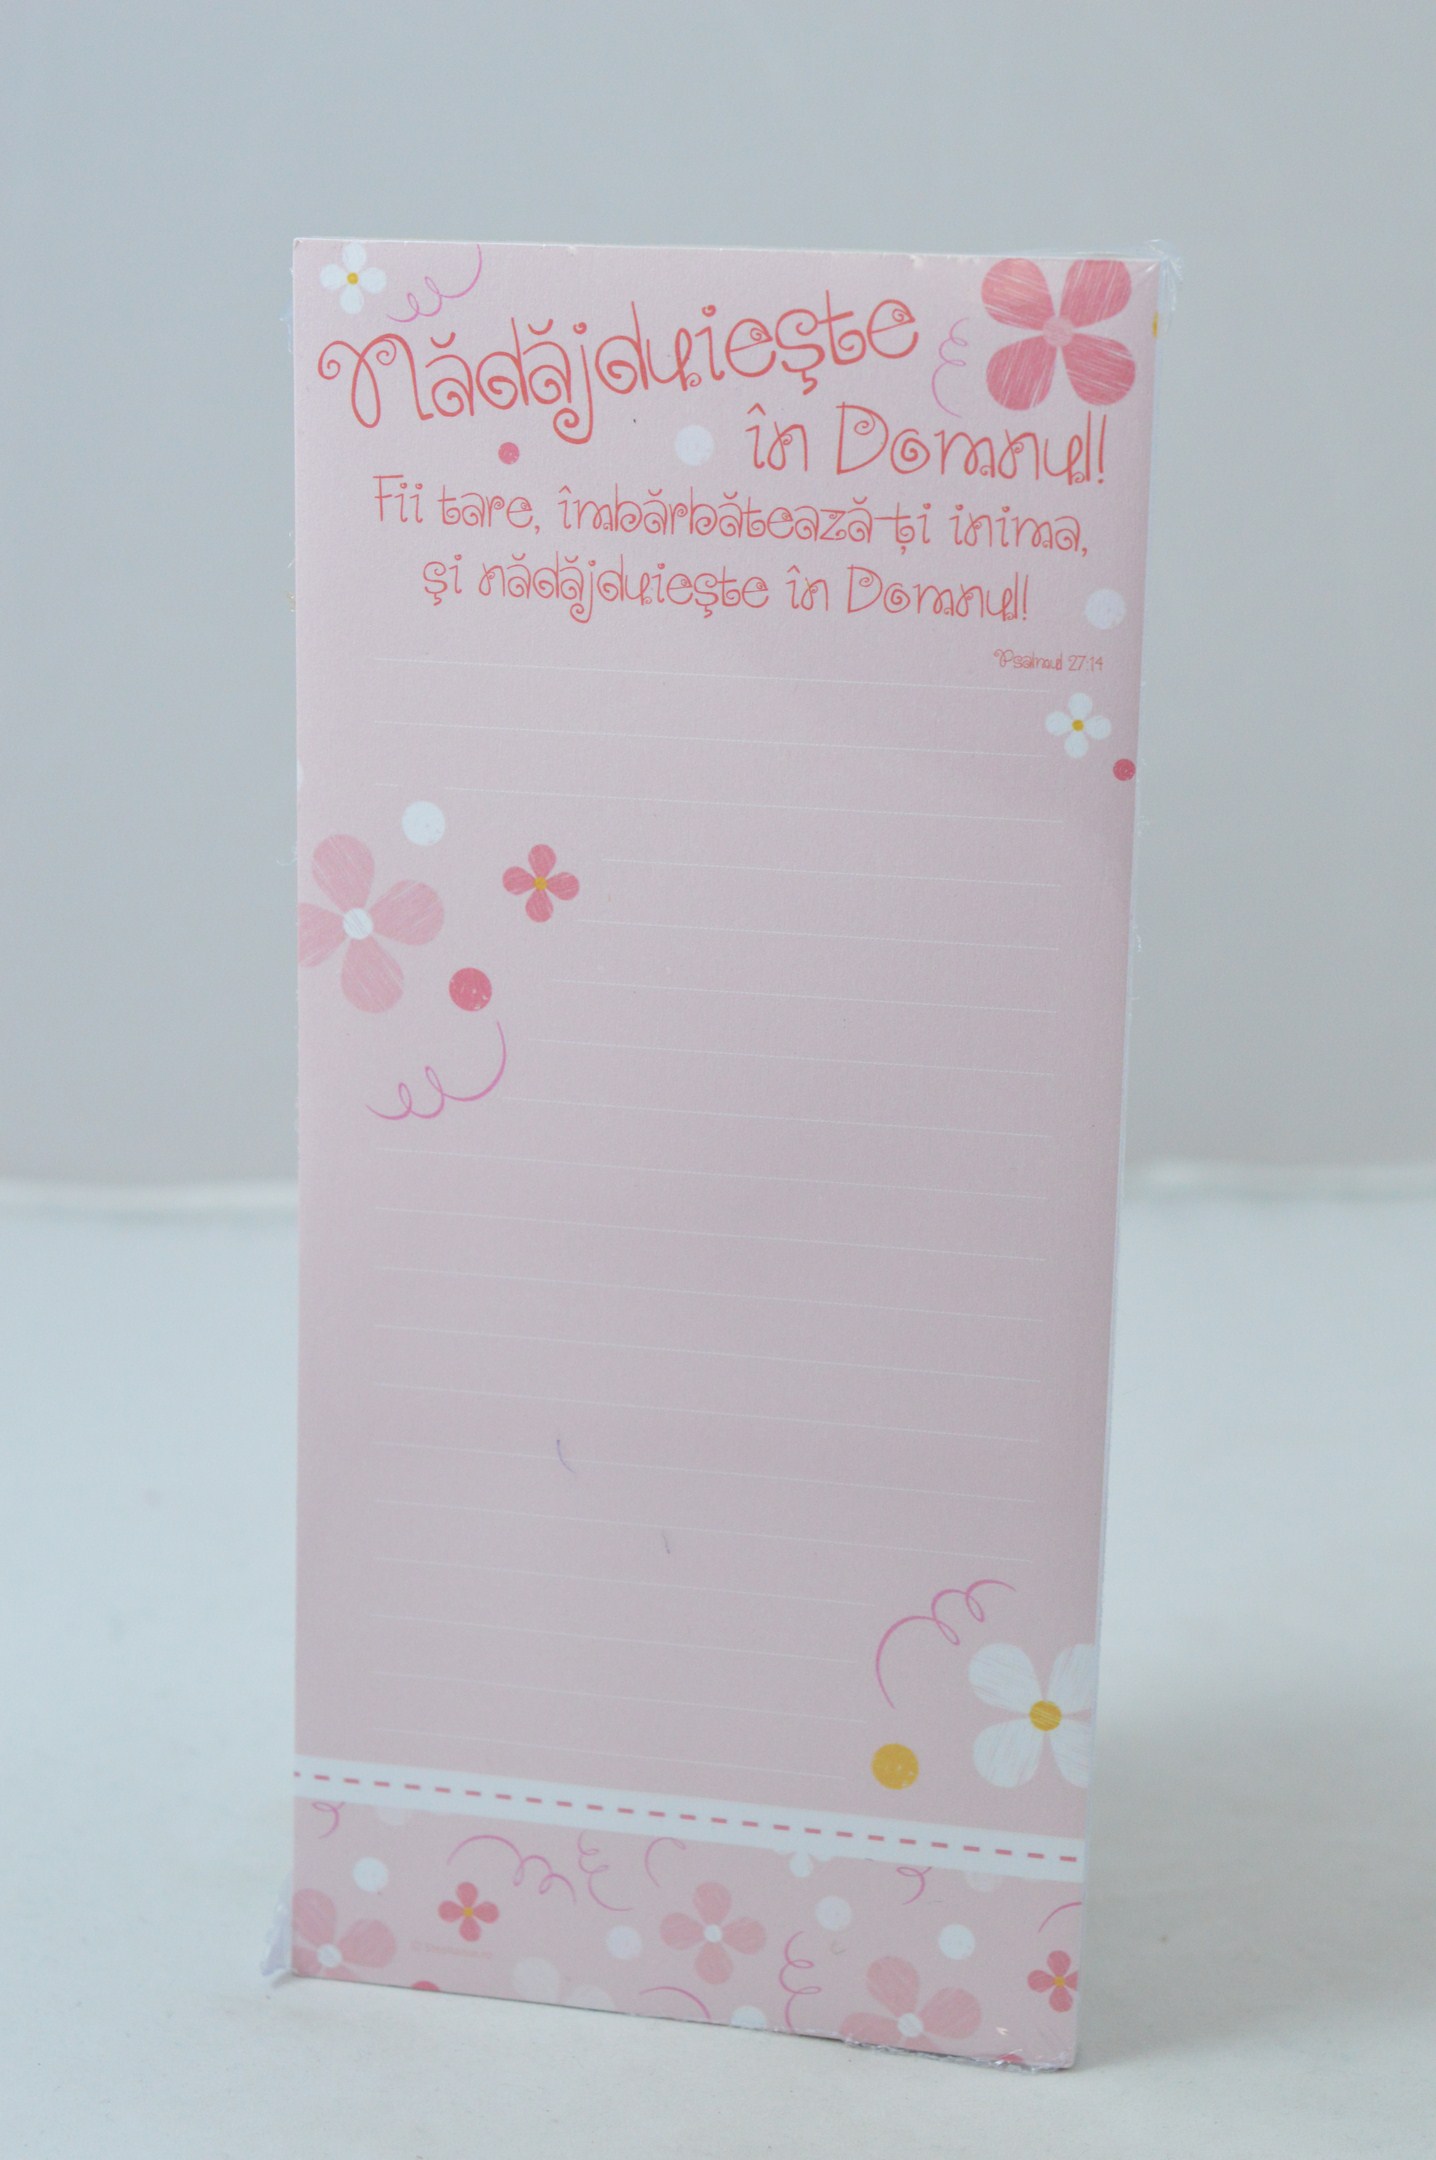 Nădăjduieşte
în Domnul!
Fii tare, îmbărbătează-ţi inima,
şi nădăjduieşte în Domnul!
Psalmul 27:14